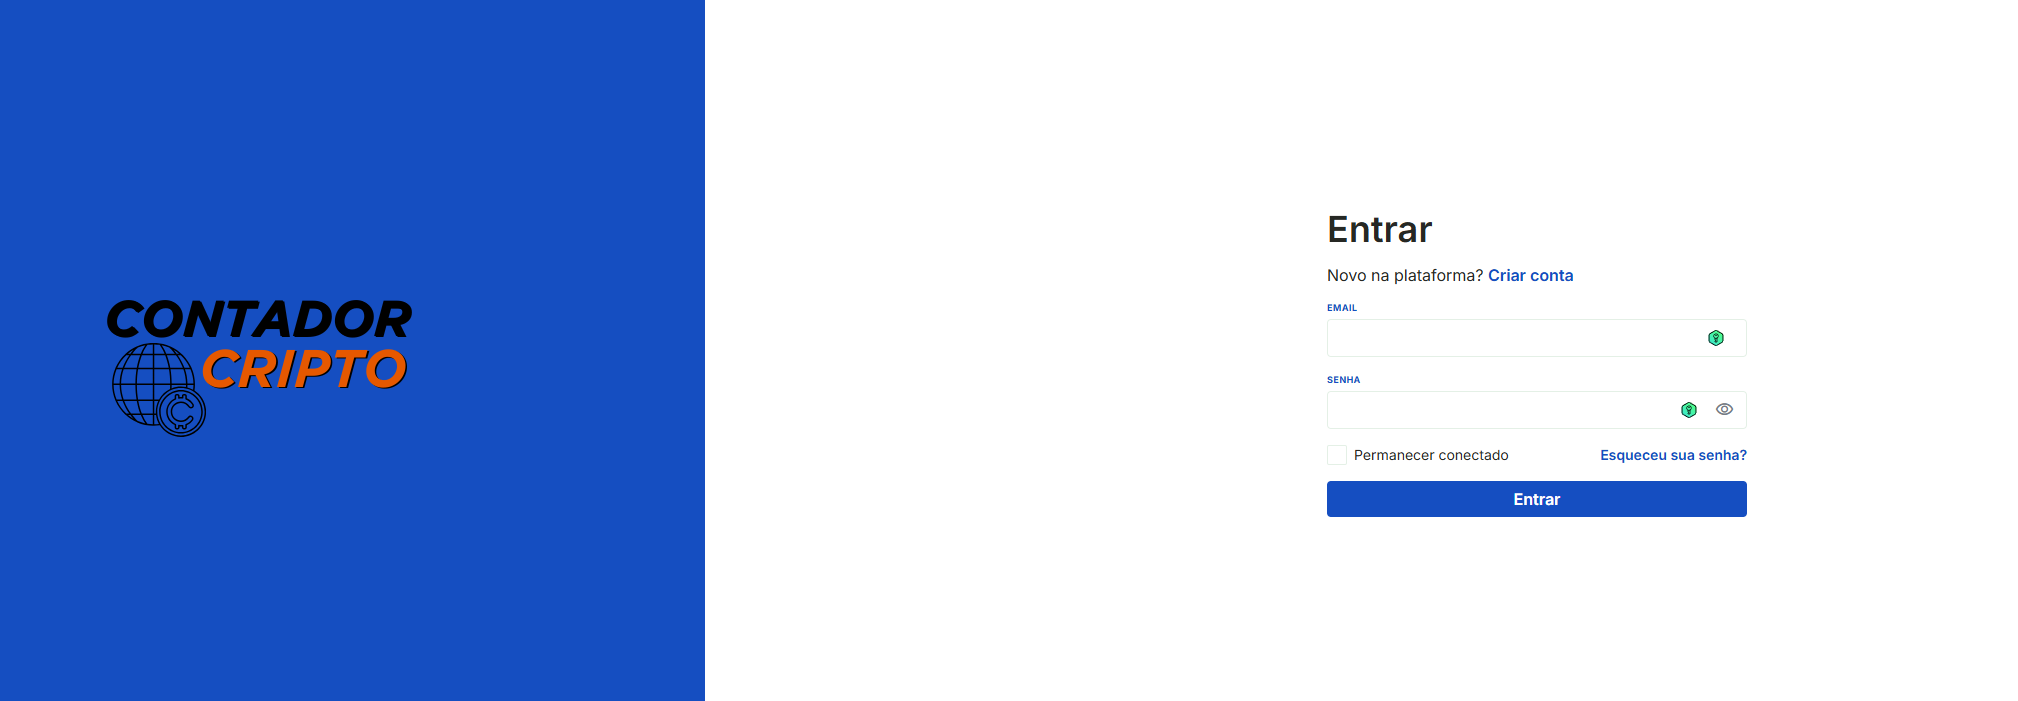 CONTADOR
CRIPTO
Entrar
Novo na plataforma? Criar conta
EMAIL
SENHA
Permanecer conectado
Esqueceu sua senha?
Entrar